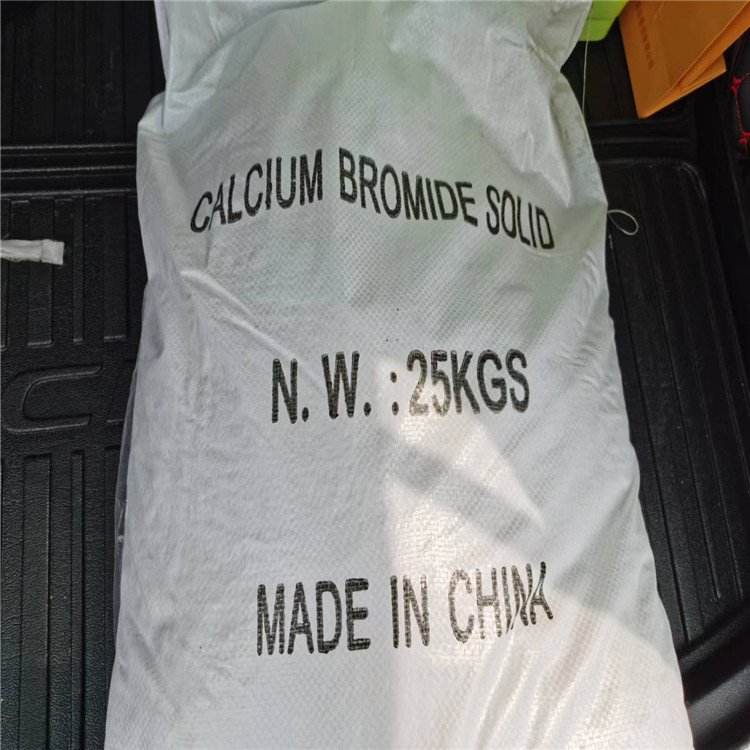 CALCIUM BROMIDE SOLID
N. W. : 25KGS
MADE IN CHINA